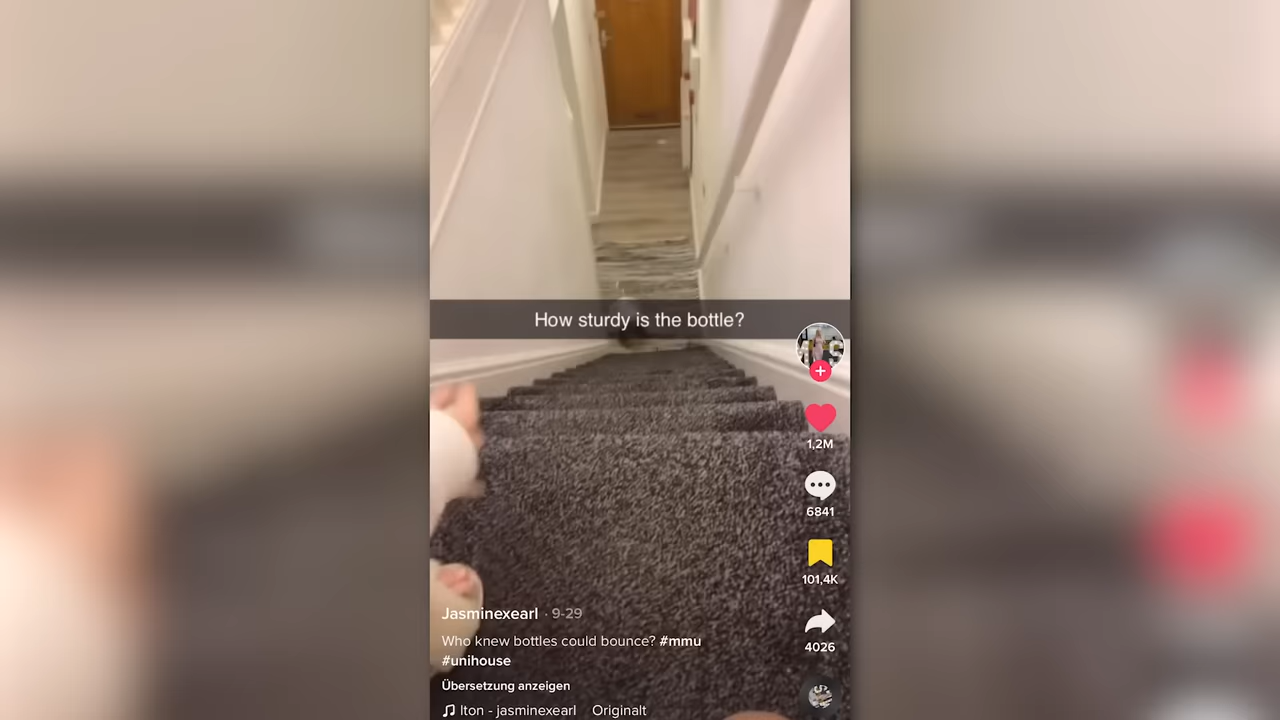 How sturdy is the bottle?
1,2M
6841
101,4K
4026
Jasminexearl · 9-29
Who knew bottles could bounce? #mmu
#unihouse
Übersetzung anzeigen
lton - jasminexearl Originalt